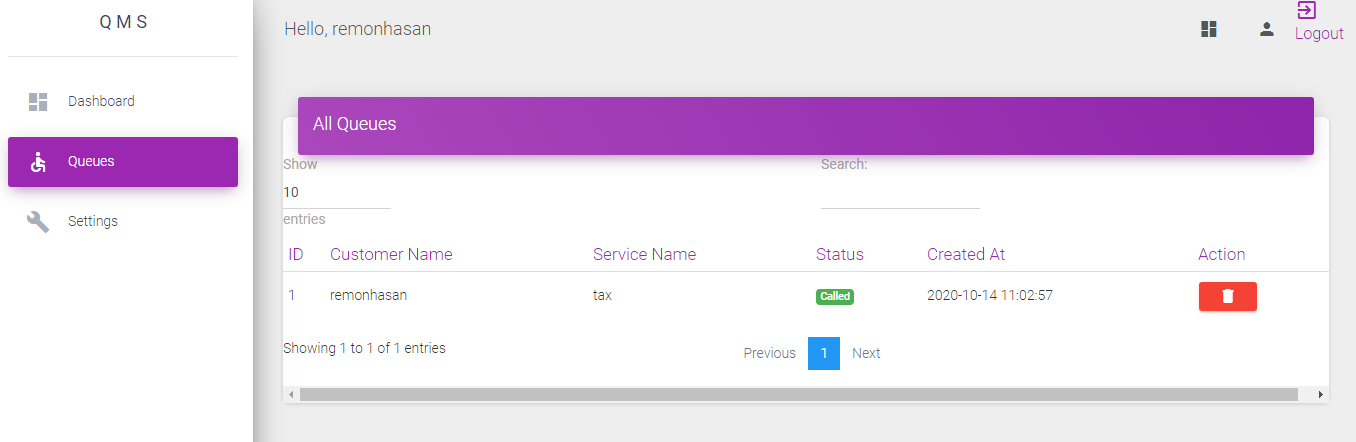 Q M S
Dashboard
Queues
Settings
Hello, remonhasan
Logout
All Queues
Show
10
entries
Search:
ID Customer Name Service Name Status Created At Action
1 remonhasan tax Called 2020-10-14 11:02:57
Showing 1 to 1 of 1 entries
Previous 1 Next